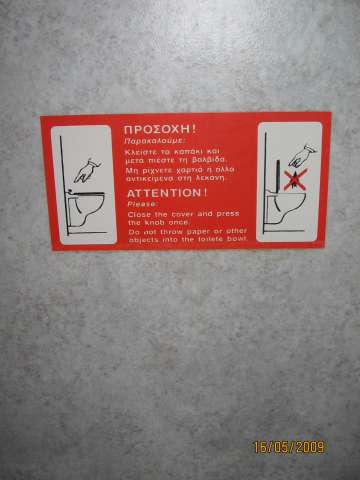 ΠΡΟΣΟΧΗ!
Παρακαλούμε:
Κλείστε το καπάκι και
μετά πιέστε τη βαλβίδα.
Μη ρίχνετε χαρτιά ή άλλα
αντικείμενα στη λεκάνη.
ATTENTION!
Please:
Close the cover and press
the knob once.
Do not throw paper or other
objects into the toilete bowl.
16/05/2009